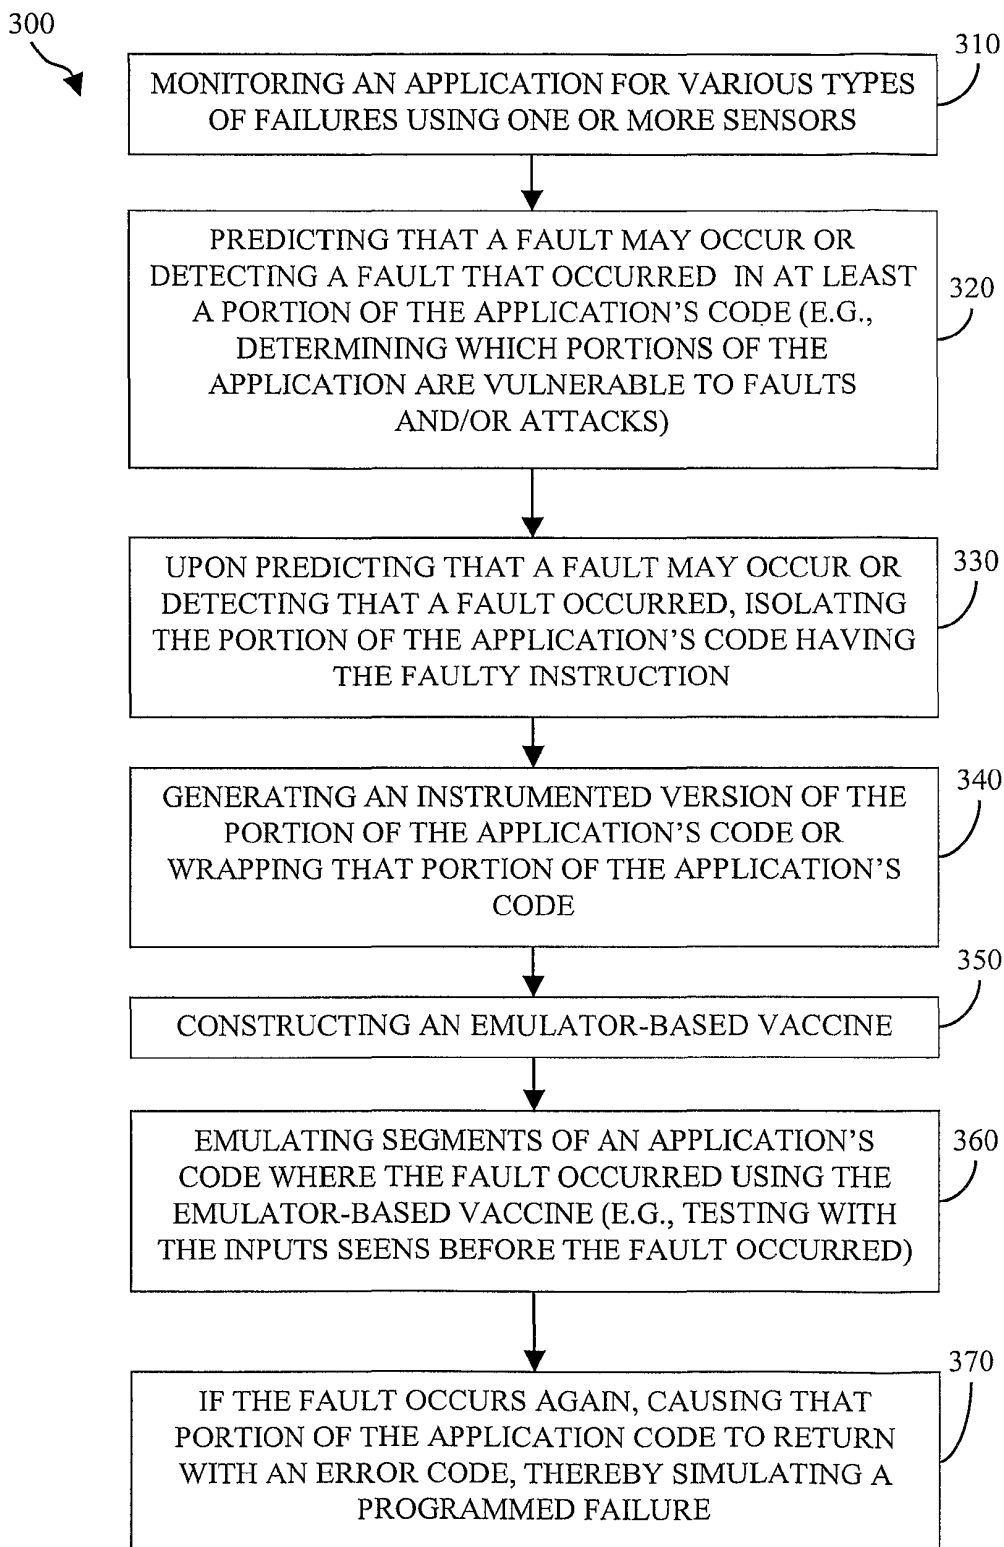 300
310
MONITORING AN APPLICATION FOR VARIOUS TYPES
OF FAILURES USING ONE OR MORE SENSORS
PREDICTING THAT A FAULT MAY OCCUR OR
DETECTING A FAULT THAT OCCURRED IN AT LEAST
A PORTION OF THE APPLICATION'S CODE (E.G.,
DETERMINING WHICH PORTIONS OF THE
APPLICATION ARE VULNERABLE TO FAULTS
AND/OR ATTACKS)
320
UPON PREDICTING THAT A FAULT MAY OCCUR OR
DETECTING THAT A FAULT OCCURRED, ISOLATING
THE PORTION OF THE APPLICATION'S CODE HAVING
THE FAULTY INSTRUCTION
330
GENERATING AN INSTRUMENTED VERSION OF THE
PORTION OF THE APPLICATION'S CODE OR
WRAPPING THAT PORTION OF THE APPLICATION'S
CODE
340
350
CONSTRUCTING AN EMULATOR-BASED VACCINE
EMULATING SEGMENTS OF AN APPLICATION'S
CODE WHERE THE FAULT OCCURRED USING THE
EMULATOR-BASED VACCINE (E.G., TESTING WITH
THE INPUTS SEENS BEFORE THE FAULT OCCURRED)
360
370
IF THE FAULT OCCURS AGAIN, CAUSING THAT
PORTION OF THE APPLICATION CODE TO RETURN
WITH AN ERROR CODE, THEREBY SIMULATING A
PROGRAMMED FAILURE